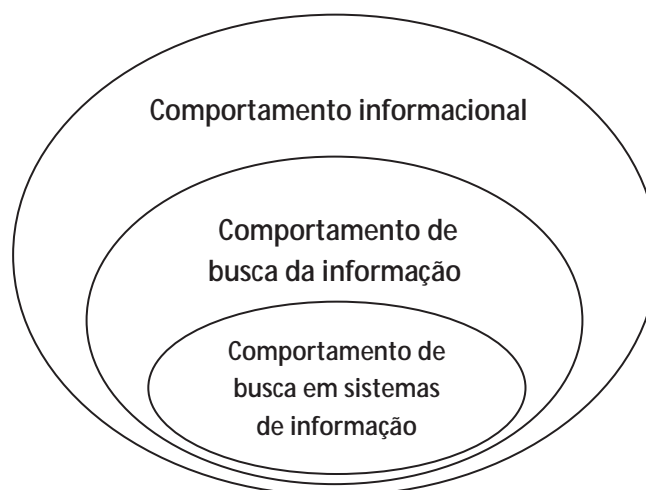 Comportamento informacional
Comportamento de
busca da informação
Comportamento de
busca em sistemas
de informação